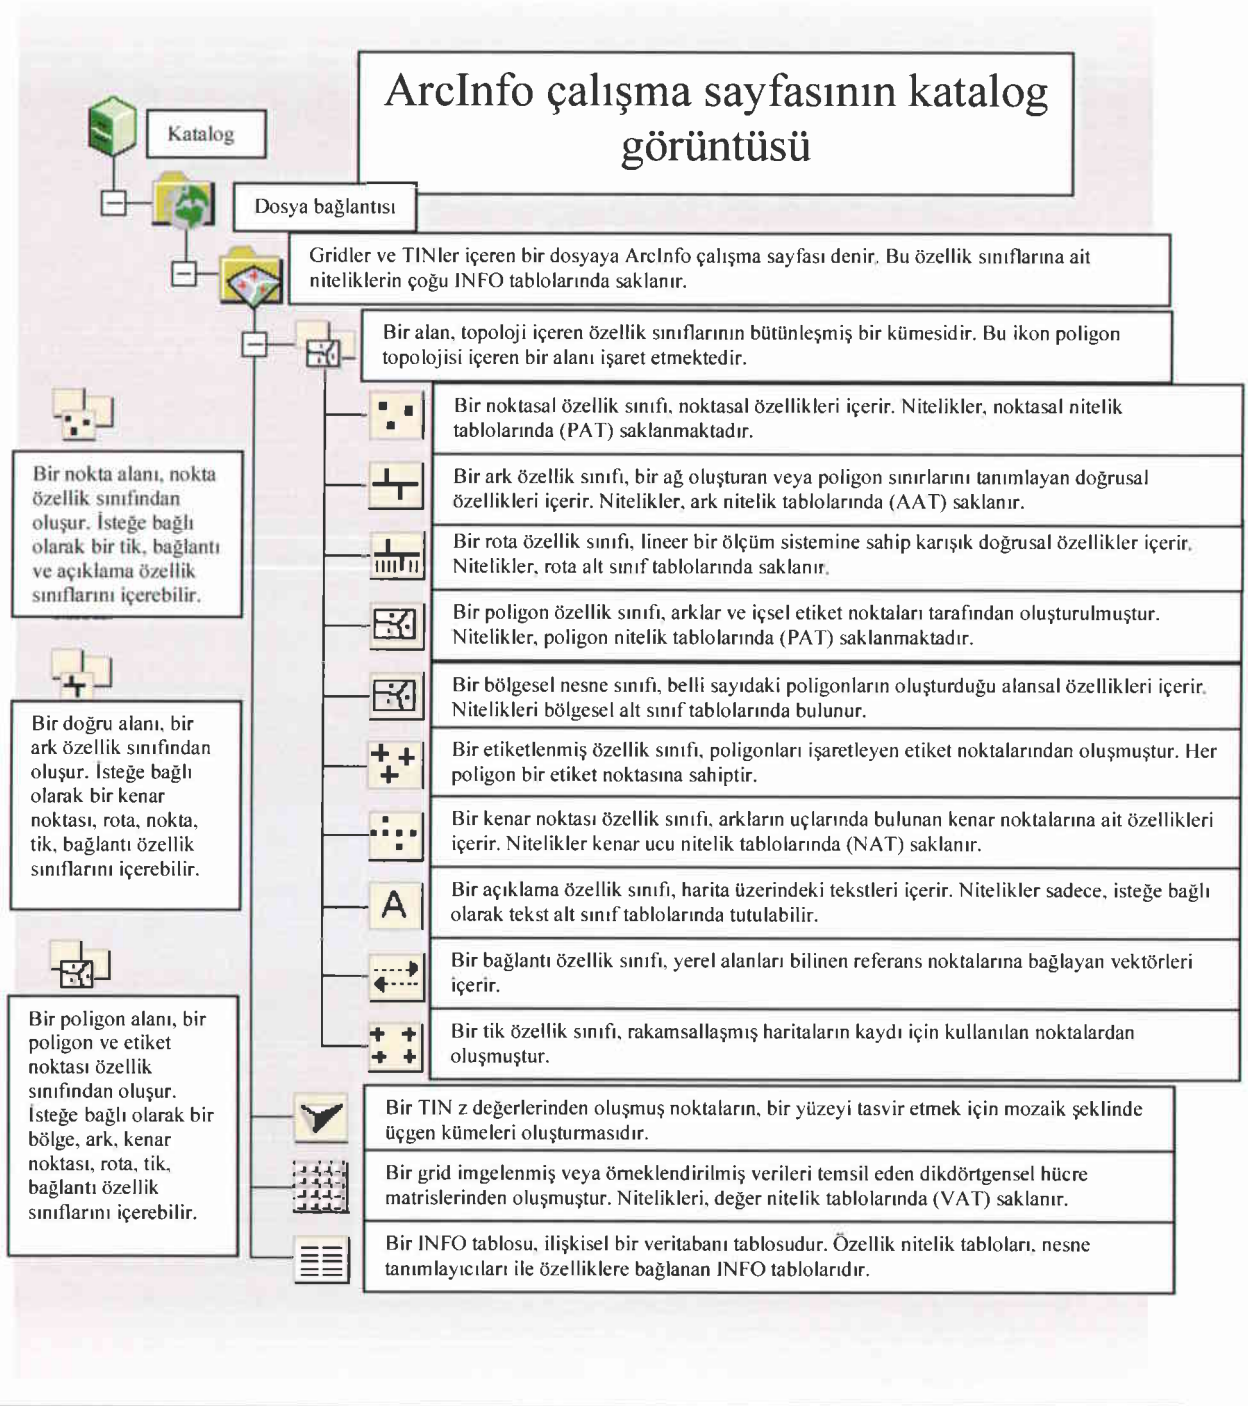 ArcInfo çalışma sayfasının katalog
görüntüsü
Katalog
Dosya bağlantısı
Gridler ve TINler içeren bir dosyaya ArcInfo çalışma sayfası denir. Bu özellik sınıflarına ait
niteliklerin çoğu INFO tablolarında saklanır.
Bir alan, topoloji içeren özellik sınıflarının bütünleşmiş bir kümesidir. Bu ikon poligon
topolojisi içeren bir alanı işaret etmektedir.
Bir noktasal özellik sınıfı, noktasal özellikleri içerir. Nitelikler, noktasal nitelik
tablolarında (PAT) saklanmaktadır.
Bir ark özellik sınıfı, bir ağ oluşturan veya poligon sınırlarını tanımlayan doğrusal
özellikleri içerir. Nitelikler, ark nitelik tablolarında (AAT) saklanır.
Bir rota özellik sınıfı, lineer bir ölçüm sistemine sahip karışık doğrusal özellikler içerir.
Nitelikler, rota alt sınıf tablolarında saklanır.
Bir poligon özellik sınıfı, arklar ve içsel etiket noktaları tarafından oluşturulmuştur.
Nitelikler, poligon nitelik tablolarında (PAT) saklanmaktadır.
Bir bölgesel nesne sınıfı, belli sayıdaki poligonların oluşturduğu alansal özellikleri içerir.
Nitelikleri bölgesel alt sınıf tablolarında bulunur.
Bir etiketlenmiş özellik sınıfı, poligonları işaretleyen etiket noktalarından oluşmuştur. Her
poligon bir etiket noktasına sahiptir.
Bir kenar noktası özellik sınıfı, arkların uçlarında bulunan kenar noktalarına ait özellikleri
içerir. Nitelikler kenar ucu nitelik tablolarında (NAT) saklanır.
A
Bir açıklama özellik sınıfı, harita üzerindeki tekstleri içerir. Nitelikler sadece, isteğe bağlı
olarak tekst alt sınıf tablolarında tutulabilir.
Bir bağlantı özellik sınıfı, yerel alanları bilinen referans noktalarına bağlayan vektörleri
içerir.
Bir tik özellik sınıfı, rakamsallaşmış haritaların kaydı için kullanılan noktalardan
oluşmuştur.
Bir TIN z değerlerinden oluşmuş noktaların, bir yüzeyi tasvir etmek için mozaik şeklinde
üçgen kümeleri oluşturmasıdır.
Bir grid imgelenmiş veya örneklendirilmiş verileri temsil eden dikdörtgensel hücre
matrislerinden oluşmuştur. Nitelikleri, değer nitelik tablolarında (VAT) saklanır.
Bir INFO tablosu, ilişkisel bir veritabanı tablosudur. Özellik nitelik tabloları, nesne
tanımlayıcıları ile özelliklere bağlanan INFO tablolarıdır.
Bir nokta alanı, nokta
özellik sınıfından
oluşur. İsteğe bağlı
olarak bir tik, bağlantı
ve açıklama özellik
sınıflarını içerebilir.
Bir doğru alanı, bir
ark özellik sınıfından
oluşur. İsteğe bağlı
olarak bir kenar
noktası, rota, nokta,
tik, bağlantı özellik
sınıflarını içerebilir.
Bir poligon alanı, bir
poligon ve etiket
noktası özellik
sınıfından oluşur.
İsteğe bağlı olarak bir
bölge, ark, kenar
noktası, rota, tik,
bağlantı özellik
sınıflarını içerebilir.